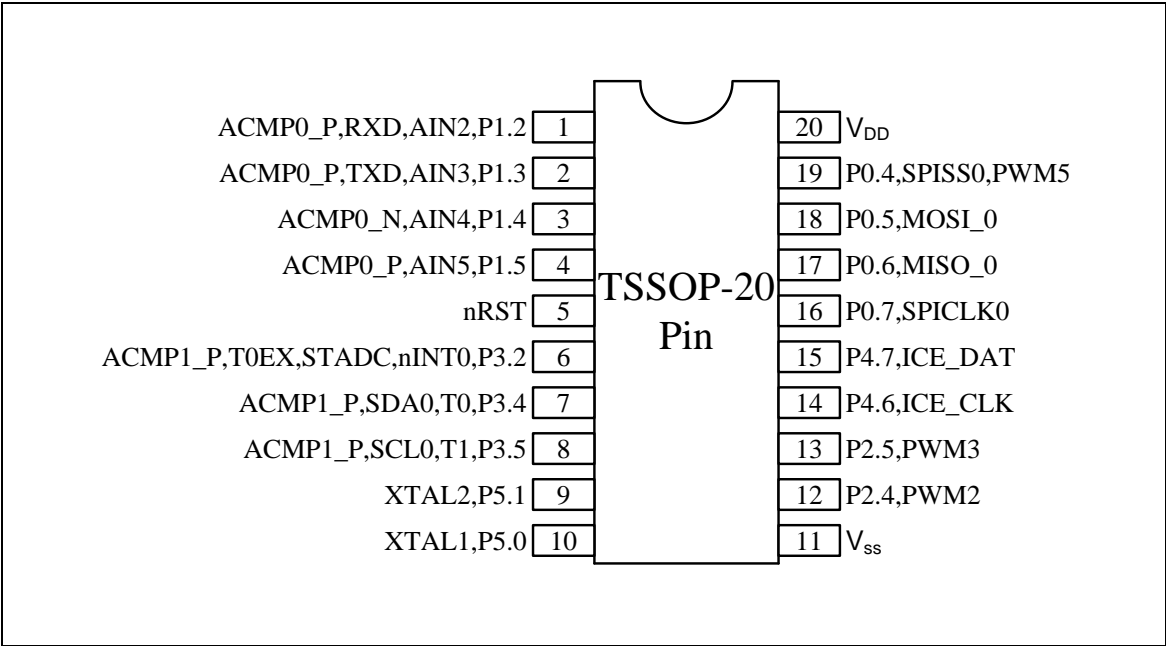 ACMP0_P,RXD,AIN2,P1.2 1
ACMP0_P,TXD,AIN3,P1.3 2
ACMP0_N,AIN4,P1.4 3
ACMP0_P,AIN5,P1.5 4
nRST 5
ACMP1_P,T0EX,STADC,nINT0,P3.2 6
ACMP1_P,SDA0,T0,P3.4 7
ACMP1_P,SCL0,T1,P3.5 8
XTAL2,P5.1 9
XTAL1,P5.0 10
TSSOP-20
Pin
20 VDD
19 P0.4,SPISS0,PWM5
18 P0.5,MOSI_0
17 P0.6,MISO_0
16 P0.7,SPICLK0
15 P4.7,ICE_DAT
14 P4.6,ICE_CLK
13 P2.5,PWM3
12 P2.4,PWM2
11 Vss